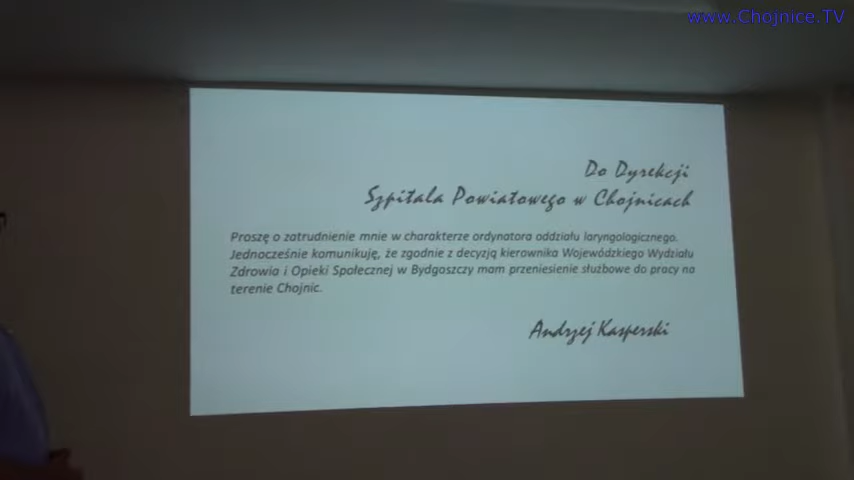 www.Chojnice.TV
Do Dyrekcji
Szpitala Powiatowego w Chojnicach
Proszę o zatrudnienie mnie w charakterze ordynatora oddziału laryngologicznego.
Jednocześnie komunikuję, że zgodnie z decyzją kierownika Wojewódzkiego Wydziału
Zdrowia i Opieki Społecznej w Bydgoszczy mam przeniesienie służbowe do pracy na
terenie Chojnic.
Andrzej Kasperski